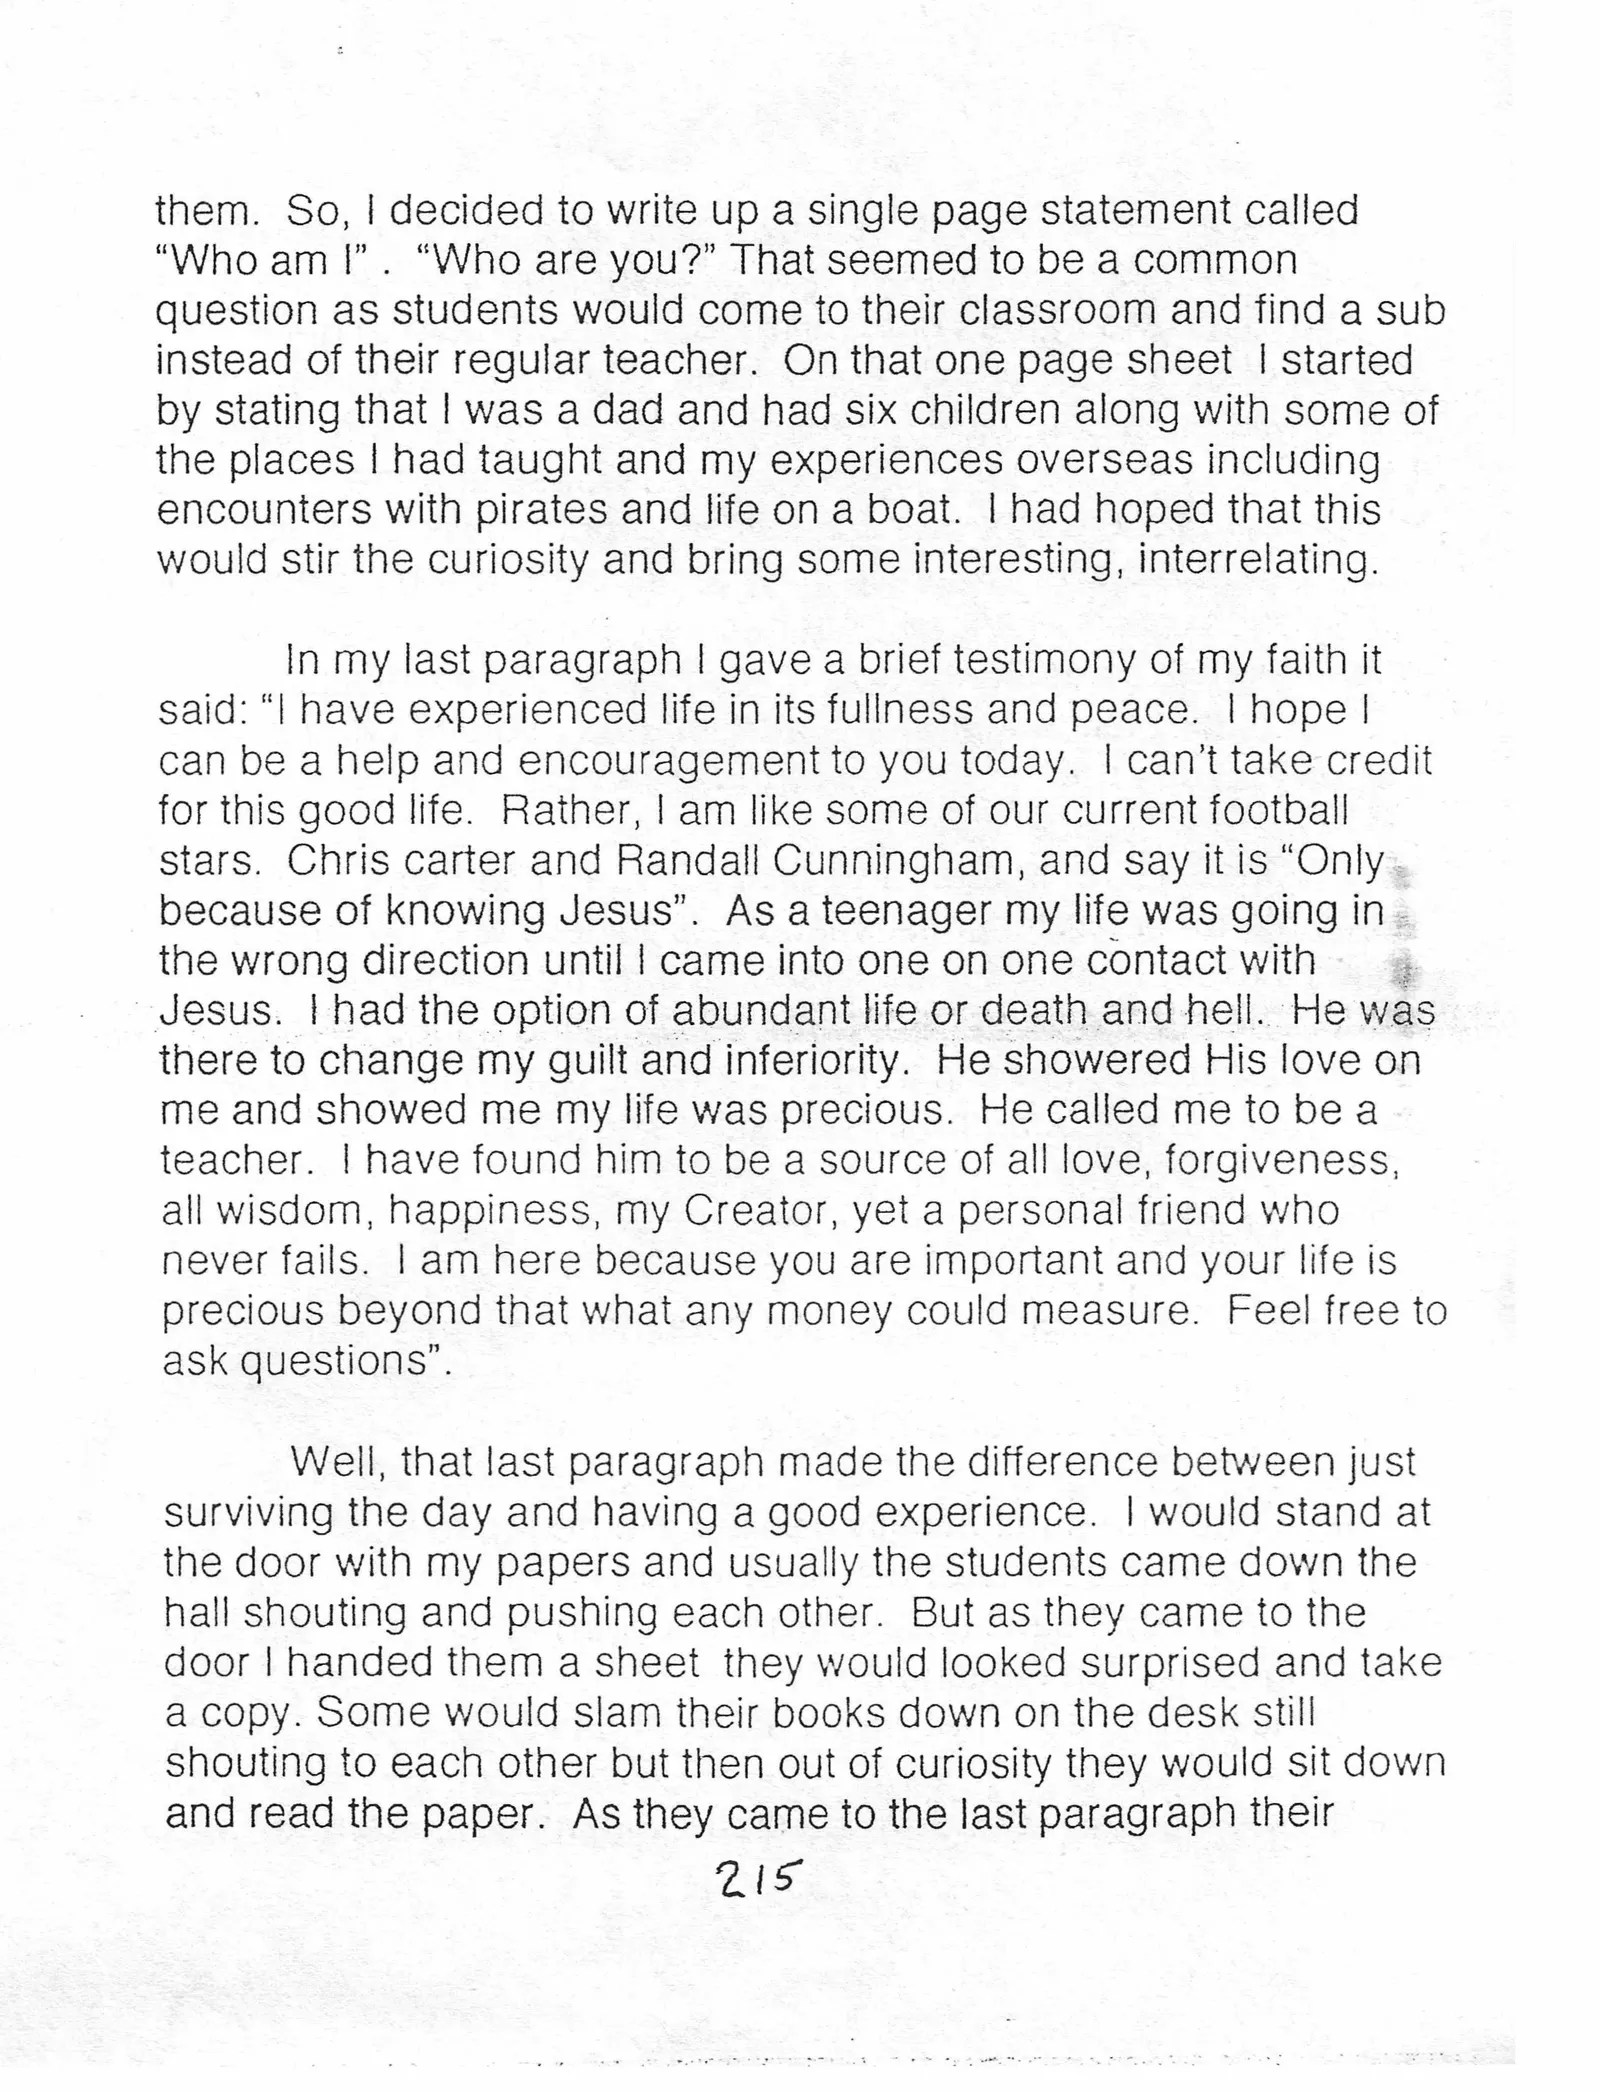 them.  So, I decided to write up a single page statement called
“Who am I” .  “Who are you?” That seemed to be a common
question as students would come to their classroom and find a sub
instead of their regular teacher.  On that one page sheet  I started
by stating that I was a dad and had six children along with some of
the places I had taught and my experiences overseas including
encounters with pirates and life on a boat.  I had hoped that this
would stir the curiosity and bring some interesting, interrelating.
In my last paragraph I gave a brief testimony of my faith it
said: “I have experienced life in its fullness and peace.  I hope I
can be a help and encouragement to you today.  I can’t take credit
for this good life.  Rather, I am like some of our current football
stars.  Chris carter and Randall Cunningham, and say it is “Only
because of knowing Jesus”.  As a teenager my life was going in
the wrong direction until I came into one on one contact with
Jesus.  I had the option of abundant life or death and hell.  He was
there to change my guilt and inferiority.  He showered His love on
me and showed me my life was precious.  He called me to be a
teacher.  I have found him to be a source of all love, forgiveness,
all wisdom, happiness, my Creator, yet a personal friend who
never fails.  I am here because you are important and your life is
precious beyond that what any money could measure.  Feel free to
ask questions”.
Well, that last paragraph made the difference between just
surviving the day and having a good experience.  I would stand at
the door with my papers and usually the students came down the
hall shouting and pushing each other.  But as they came to the
door I handed them a sheet  they would looked surprised and take
a copy. Some would slam their books down on the desk still
shouting to each other but then out of curiosity they would sit down
and read the paper.  As they came to the last paragraph their
215